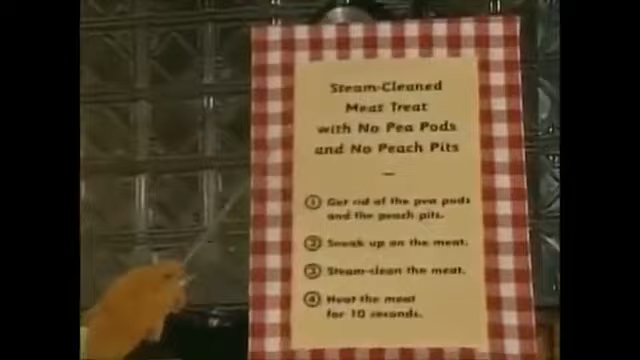 Steam-Cleaned
Meat Treat
with No Pea Pods
and No Peach Pits
① Get rid of the pea pods
and the peach pits.
② Sneak up on the meat.
③ Steam-clean the meat.
④ Heat the meat
for 10 seconds.